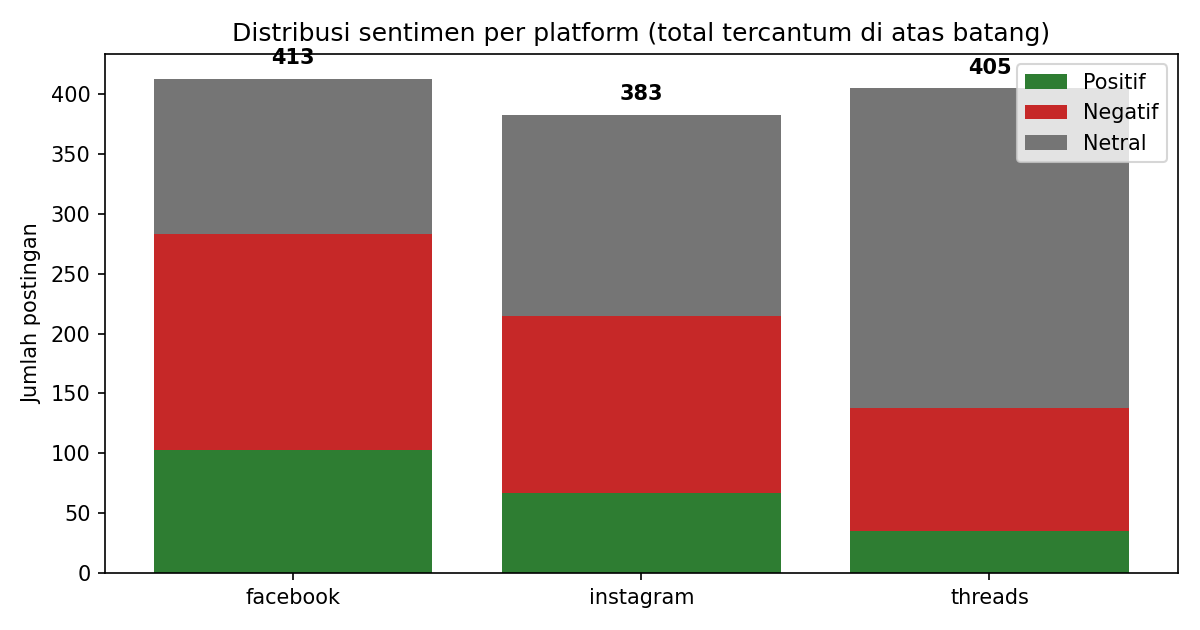 Distribusi sentimen per platform (total tercantum di atas batang)
413
383
405
Positif
Negatif
Netral
Jumlah postingan
400
350
300
250
200
150
100
50
0
facebook
instagram
threads